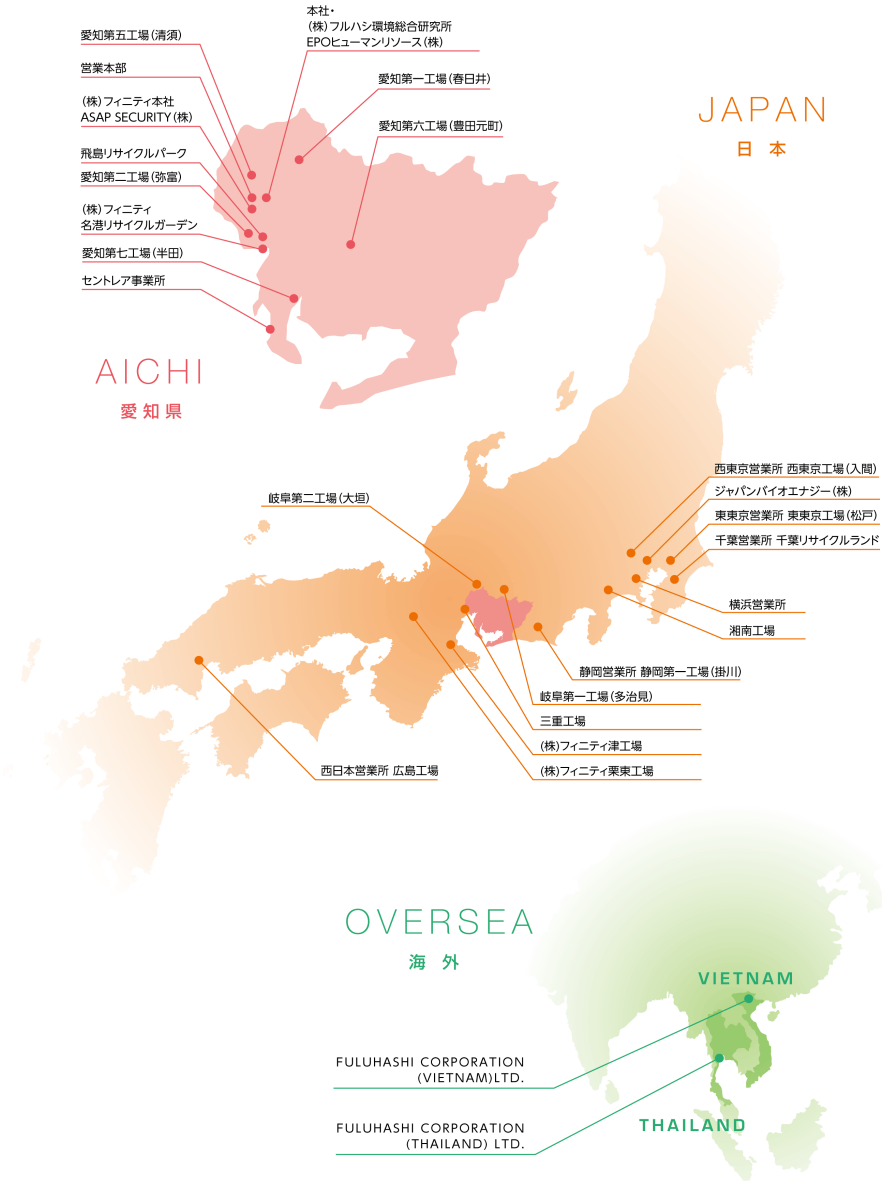 本社・
(株)フルハシ環境総合研究所
EPOヒューマンリソース(株)
愛知第五工場(清須)
営業本部
(株)フィニティ本社
ASAP SECURITY(株)
飛島リサイクルパーク
愛知第二工場(弥富)
(株)フィニティ
名港リサイクルガーデン
愛知第七工場(半田)
セントレア事業所
愛知第一工場(春日井)
愛知第六工場(豊田元町)
AICHI
愛知県
JAPAN
日本
岐阜第二工場(大垣)
西東京営業所 西東京工場(入間)
ジャパンバイオエナジー(株)
東東京営業所 東東京工場(松戸)
千葉営業所 千葉リサイクルランド
横浜営業所
湘南工場
静岡営業所 静岡第一工場(掛川)
岐阜第一工場(多治見)
三重工場
(株)フィニティ津工場
(株)フィニティ栗東工場
西日本営業所 広島工場
OVERSEA
海外
VIETNAM
FULUHASHI CORPORATION
(VIETNAM)LTD.
THAILAND
FULUHASHI CORPORATION
(THAILAND) LTD.